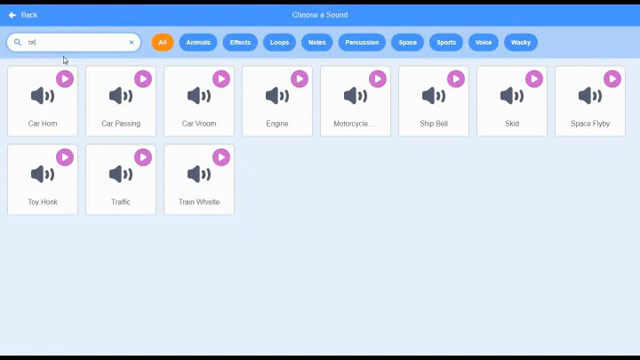 Back
Choose a Sound
All Animals Effects Loops Notes Percussion Space Sports Voice Wacky
Car Horn Car Passing Car Vroom Engine Motorcycle ... Ship Bell Skid Space Flyby
Toy Honk Traffic Train Whistle